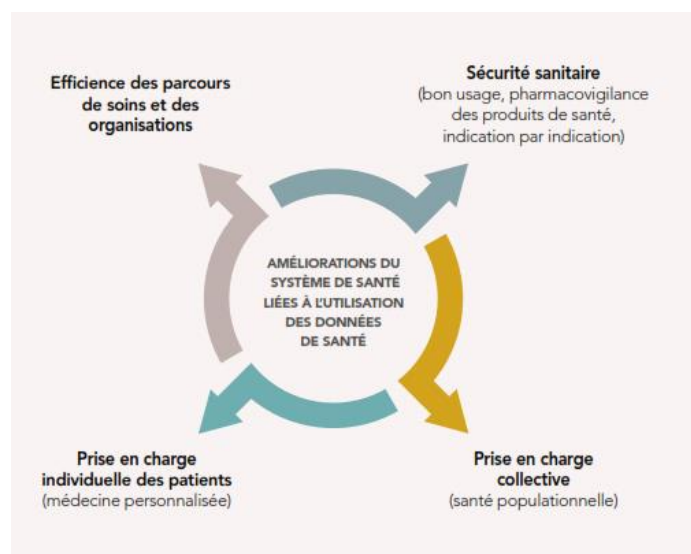 Efficience des parcours
de soins et des
organisations
Sécurité sanitaire
(bon usage, pharmacovigilance
des produits de santé,
indication par indication)
AMÉLIORATIONS DU
SYSTÈME DE SANTÉ
LIÉES À L'UTILISATION
DES DONNÉES
DE SANTÉ
Prise en charge
individuelle des patients
(médecine personnalisée)
Prise en charge
collective
(santé populationnelle)